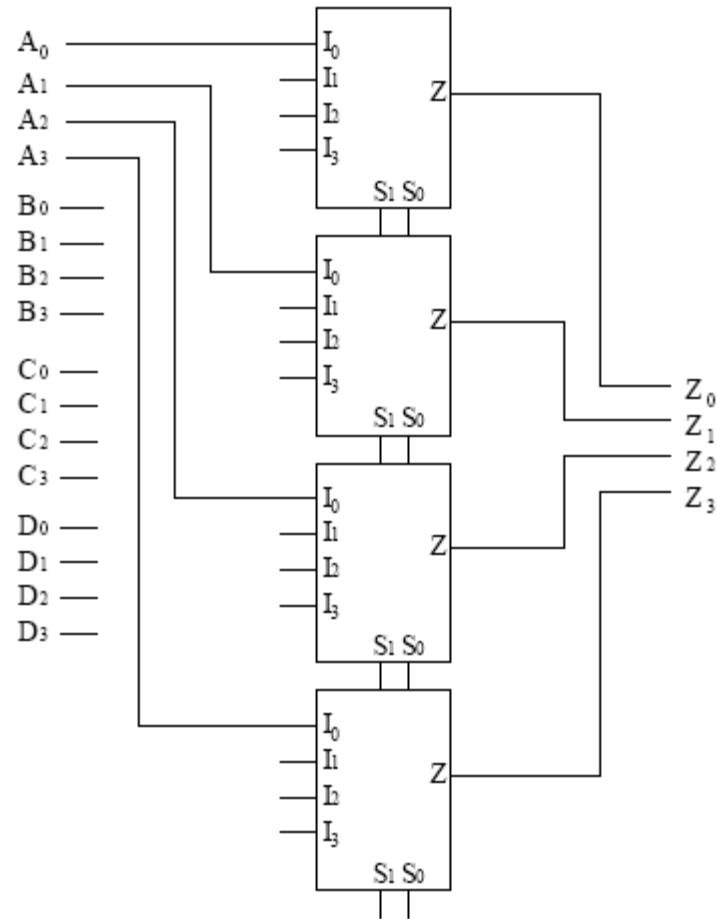 A0
A1
A2
A3
B0
B1
B2
B3
C0
C1
C2
C3
D0
D1
D2
D3
I0
I1
I2
I3
Z
S1 S0
I0
I1
I2
I3
Z
S1 S0
I0
I1
I2
I3
Z
S1 S0
I0
I1
I2
I3
Z
S1 S0
Z0
Z1
Z2
Z3